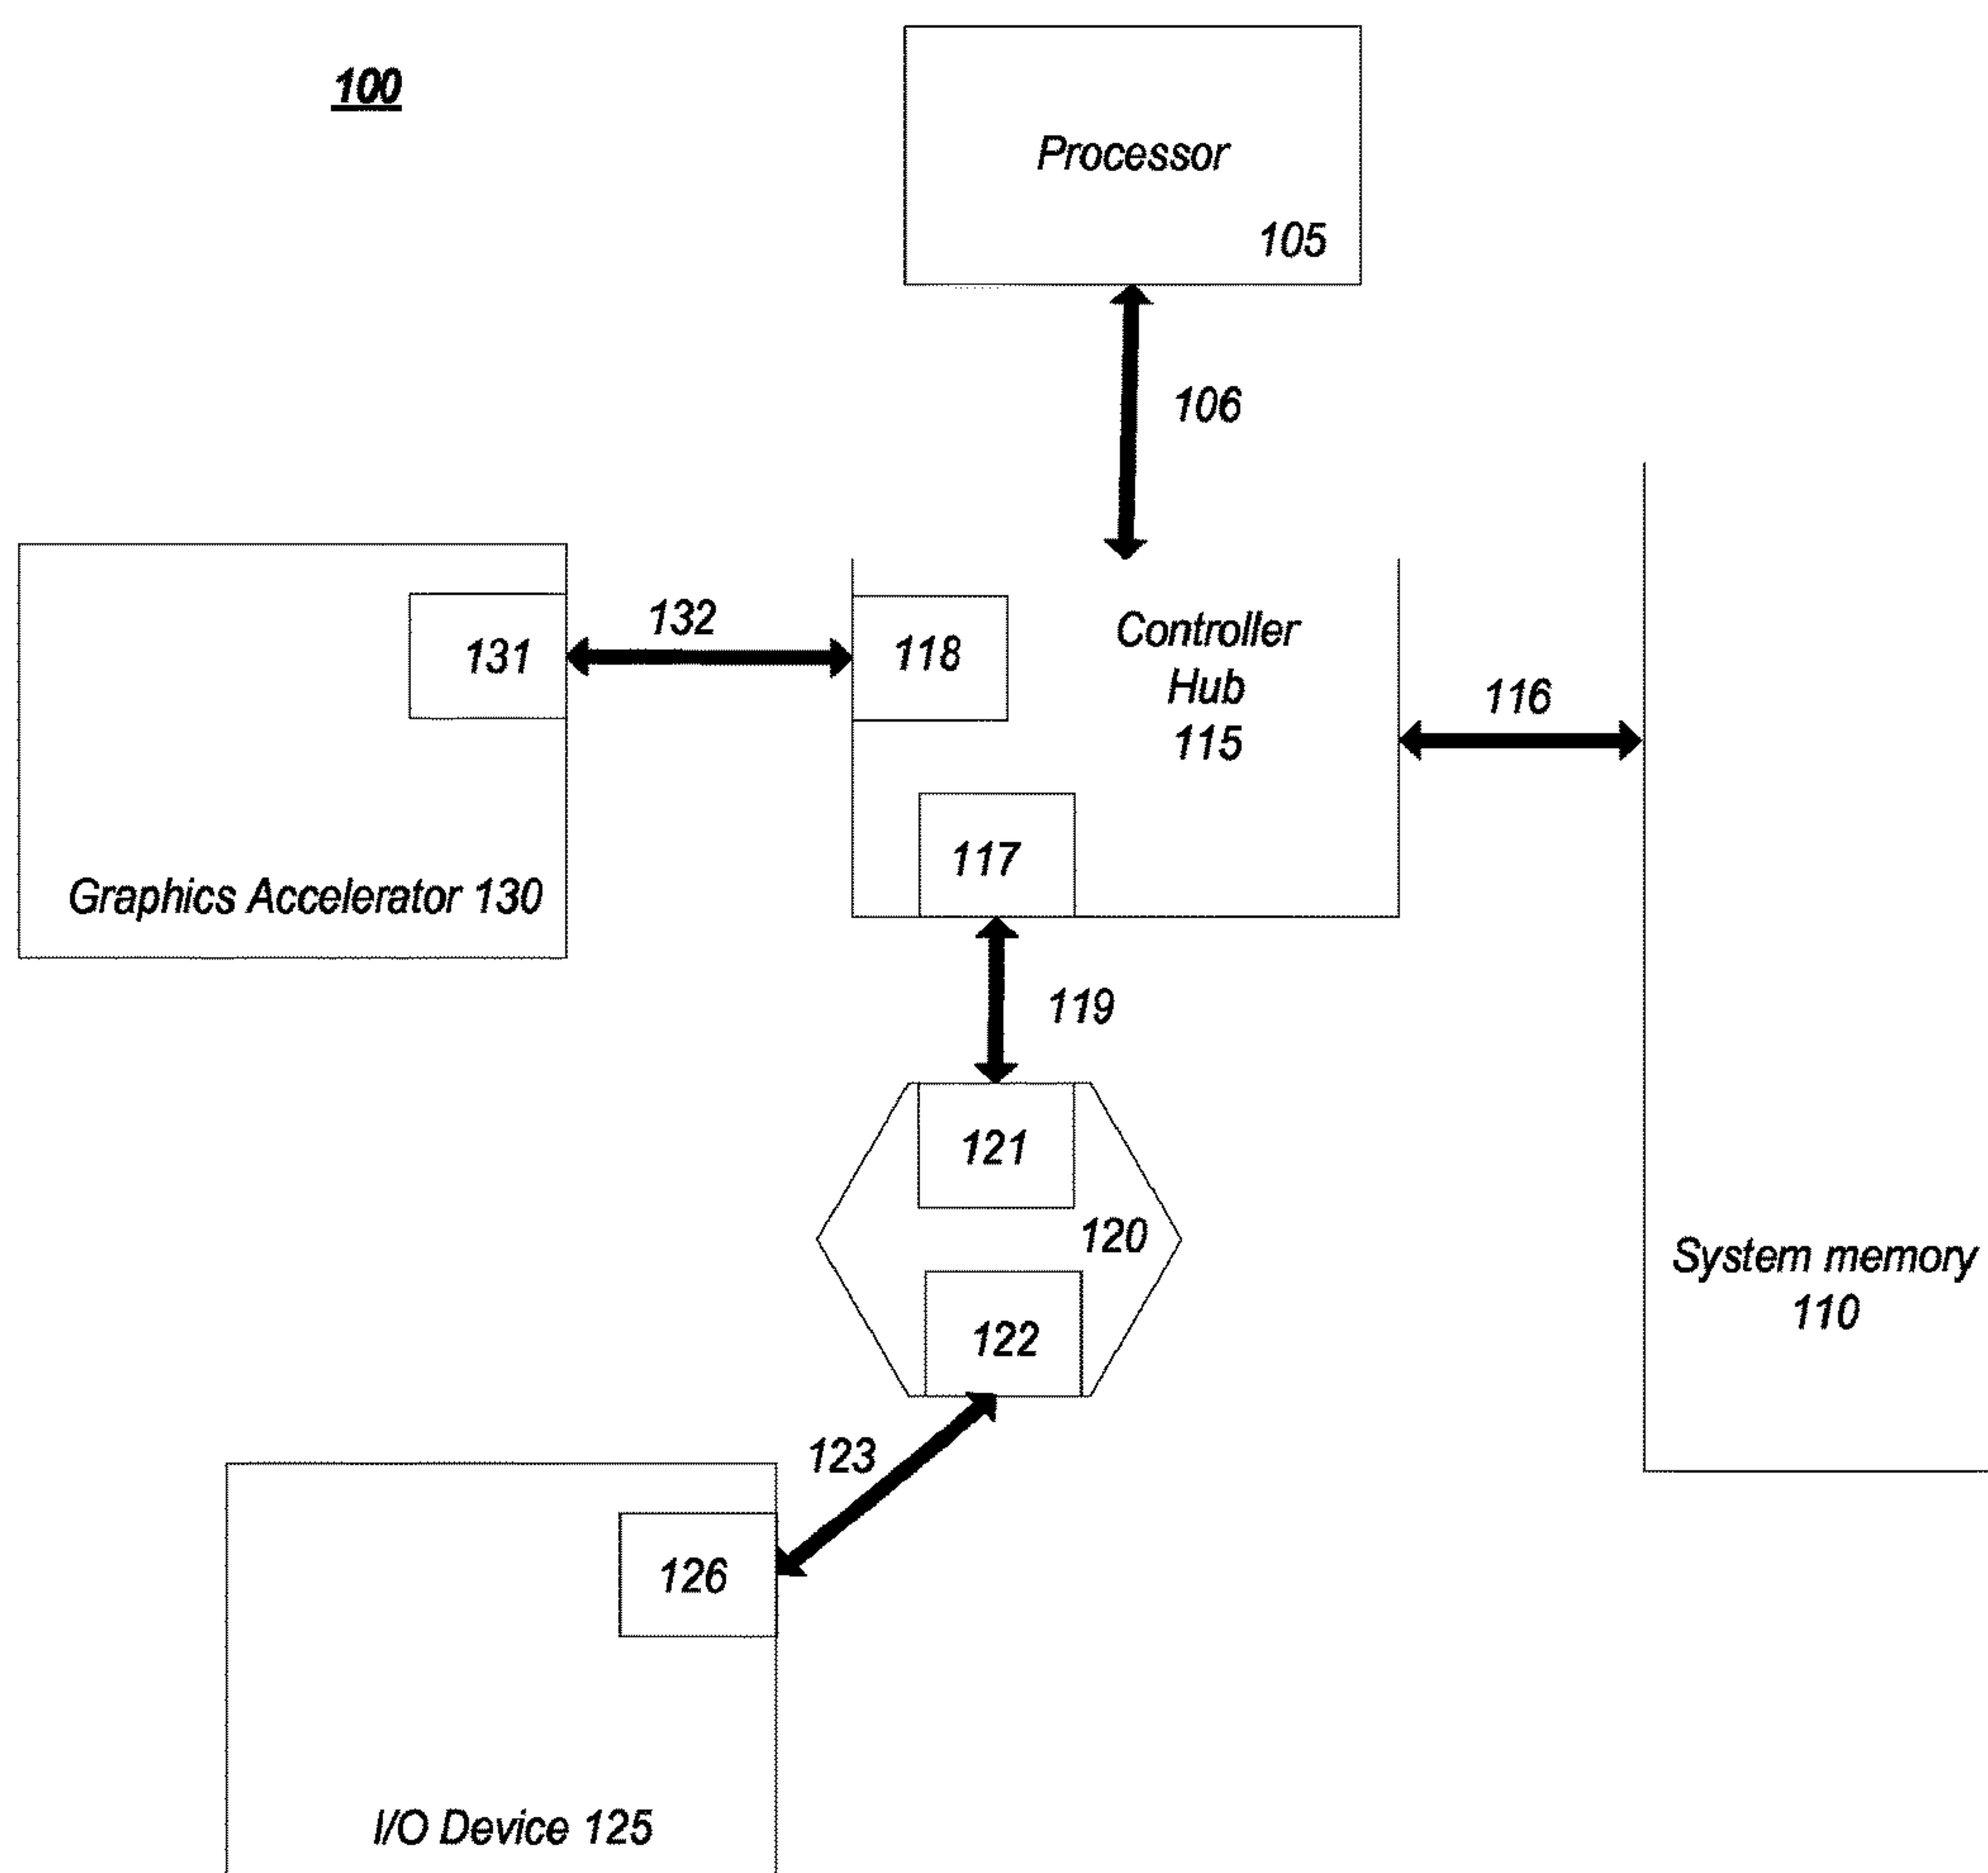 100
Processor
105
106
132
131
118
Controller
Hub
115
116
117
Graphics Accelerator 130
119
121
120
System memory
110
122
123
126
I/O Device 125